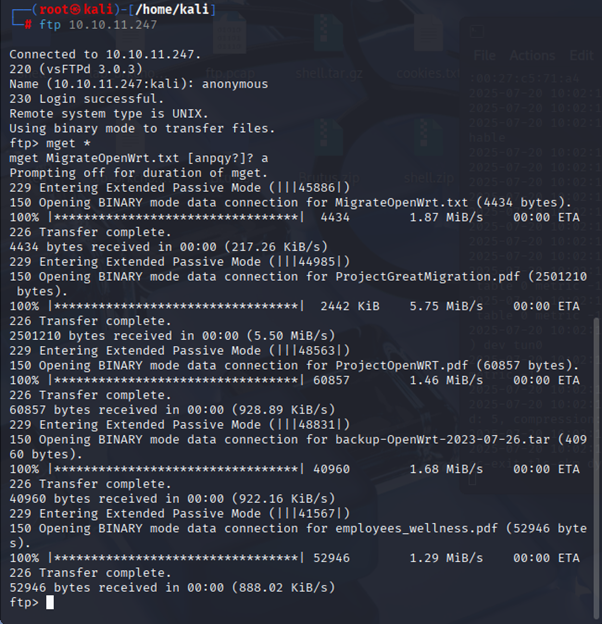 ┌──(root㉿kali)-[/home/kali]
└─# ftp 10.10.11.247
Connected to 10.10.11.247.
220 (vsFTPd 3.0.3)
Name (10.10.11.247:kali): anonymous
230 Login successful.
Remote system type is UNIX.
Using binary mode to transfer files.
ftp> mget *
mget MigrateOpenWrt.txt [anpqy?]? a
Prompting off for duration of mget.
229 Entering Extended Passive Mode (|||45886|)
150 Opening BINARY mode data connection for MigrateOpenWrt.txt (4434 bytes).
100% |*********************************|  4434        1.87 MiB/s    00:00 ETA
226 Transfer complete.
4434 bytes received in 00:00 (217.26 KiB/s)
229 Entering Extended Passive Mode (|||44985|)
150 Opening BINARY mode data connection for ProjectGreatMigration.pdf (2501210
 bytes).
100% |*********************************|  2442 KiB    5.75 MiB/s    00:00 ETA
226 Transfer complete.
2501210 bytes received in 00:00 (5.50 MiB/s)
229 Entering Extended Passive Mode (|||48563|)
150 Opening BINARY mode data connection for ProjectOpenWRT.pdf (60857 bytes).
100% |*********************************| 60857        1.46 MiB/s    00:00 ETA
226 Transfer complete.
60857 bytes received in 00:00 (928.89 KiB/s)
229 Entering Extended Passive Mode (|||48831|)
150 Opening BINARY mode data connection for backup-OpenWrt-2023-07-26.tar (409
60 bytes).
100% |*********************************| 40960        1.68 MiB/s    00:00 ETA
226 Transfer complete.
40960 bytes received in 00:00 (922.16 KiB/s)
229 Entering Extended Passive Mode (|||41567|)
150 Opening BINARY mode data connection for employees_wellness.pdf (52946 byte
s).
100% |*********************************| 52946        1.29 MiB/s    00:00 ETA
226 Transfer complete.
52946 bytes received in 00:00 (888.02 KiB/s)
ftp>
File Actions Edit
cookies.txt